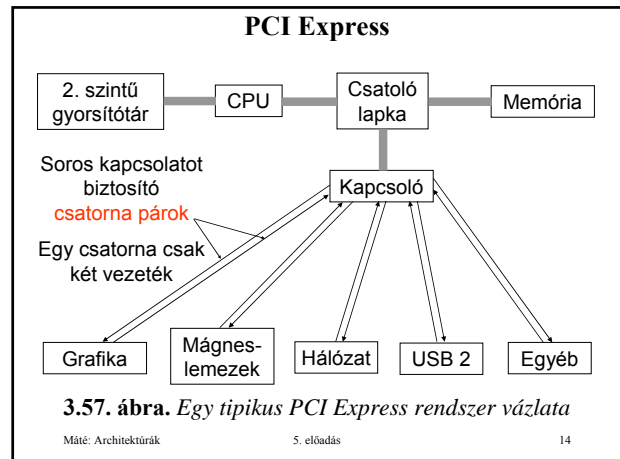 PCI Express
2. szintű
gyorsítótár
CPU
Csatoló
lapka
Memória
Soros kapcsolatot
biztosító
csatorna párok
Egy csatorna csak
két vezeték
Kapcsoló
Grafika
Mágnes-
lemezek
Hálózat
USB 2
Egyéb
3.57. ábra. Egy tipikus PCI Express rendszer vázlata
Máté: Architektúrák 5. előadás 14